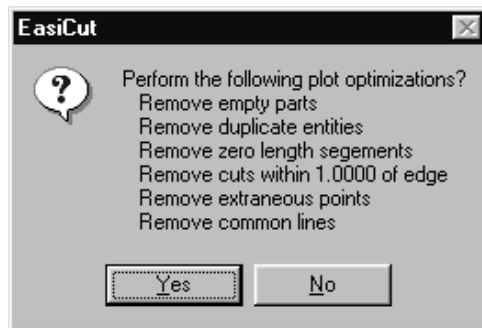 EasiCut
Perform the following plot optimizations?
Remove empty parts
Remove duplicate entities
Remove zero length segements
Remove cuts within 1.0000 of edge
Remove extraneous points
Remove common lines
Yes No